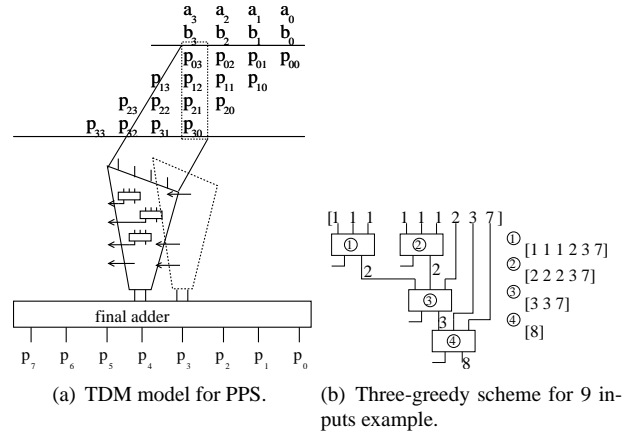 a3 a2 a1 a0
b3 b2 b1 b0
p03 p02 p01 p00
p13 p12 p11 p10
p23 p22 p21 p20
p33 p32 p31 p30
final adder
p7 p6 p5 p4 p3 p2 p1 p0
(a) TDM model for PPS.
[1 1 1 1 1 1 2 3 7]
1 2
2 2
3
3
4
8
1
[1 1 1 2 3 7]
2
[2 2 2 3 7]
3
[3 3 7]
4
[8]
(b) Three-greedy scheme for 9 in-
puts example.